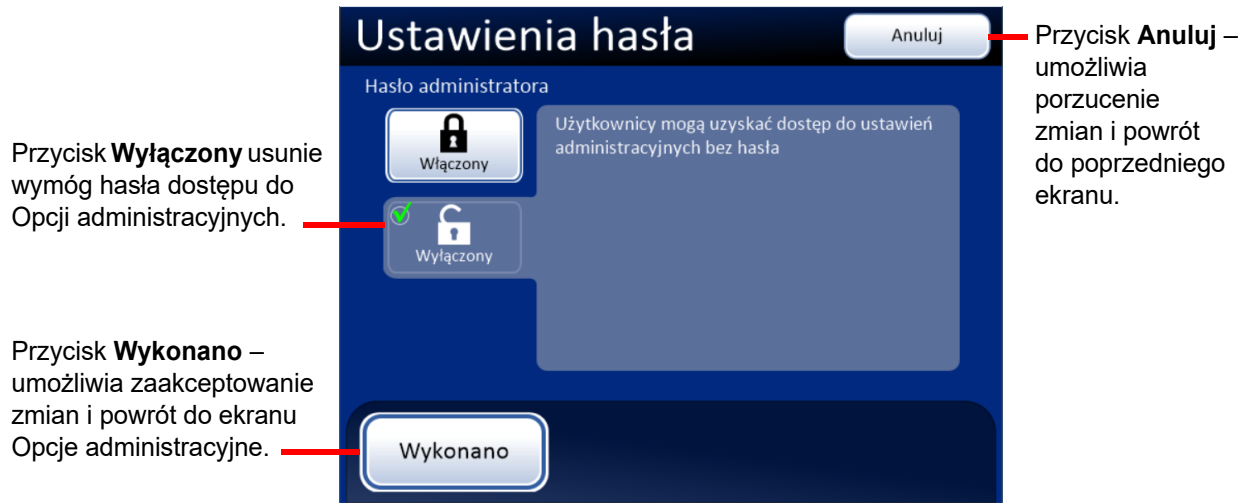 Ustawienia hasła
Anuluj
Hasło administratora
Włączony
Użytkownicy mogą uzyskać dostęp do ustawień
administracyjnych bez hasła
Wyłączony
Wykonano
Przycisk Wyłączony usunie
wymóg hasła dostępu do
Opcji administracyjnych.
Przycisk Wykonano –
umożliwia zaakceptowanie
zmian i powrót do ekranu
Opcje administracyjne.
Przycisk Anuluj –
umożliwia
porzucenie
zmian i powrót
do poprzedniego
ekranu.